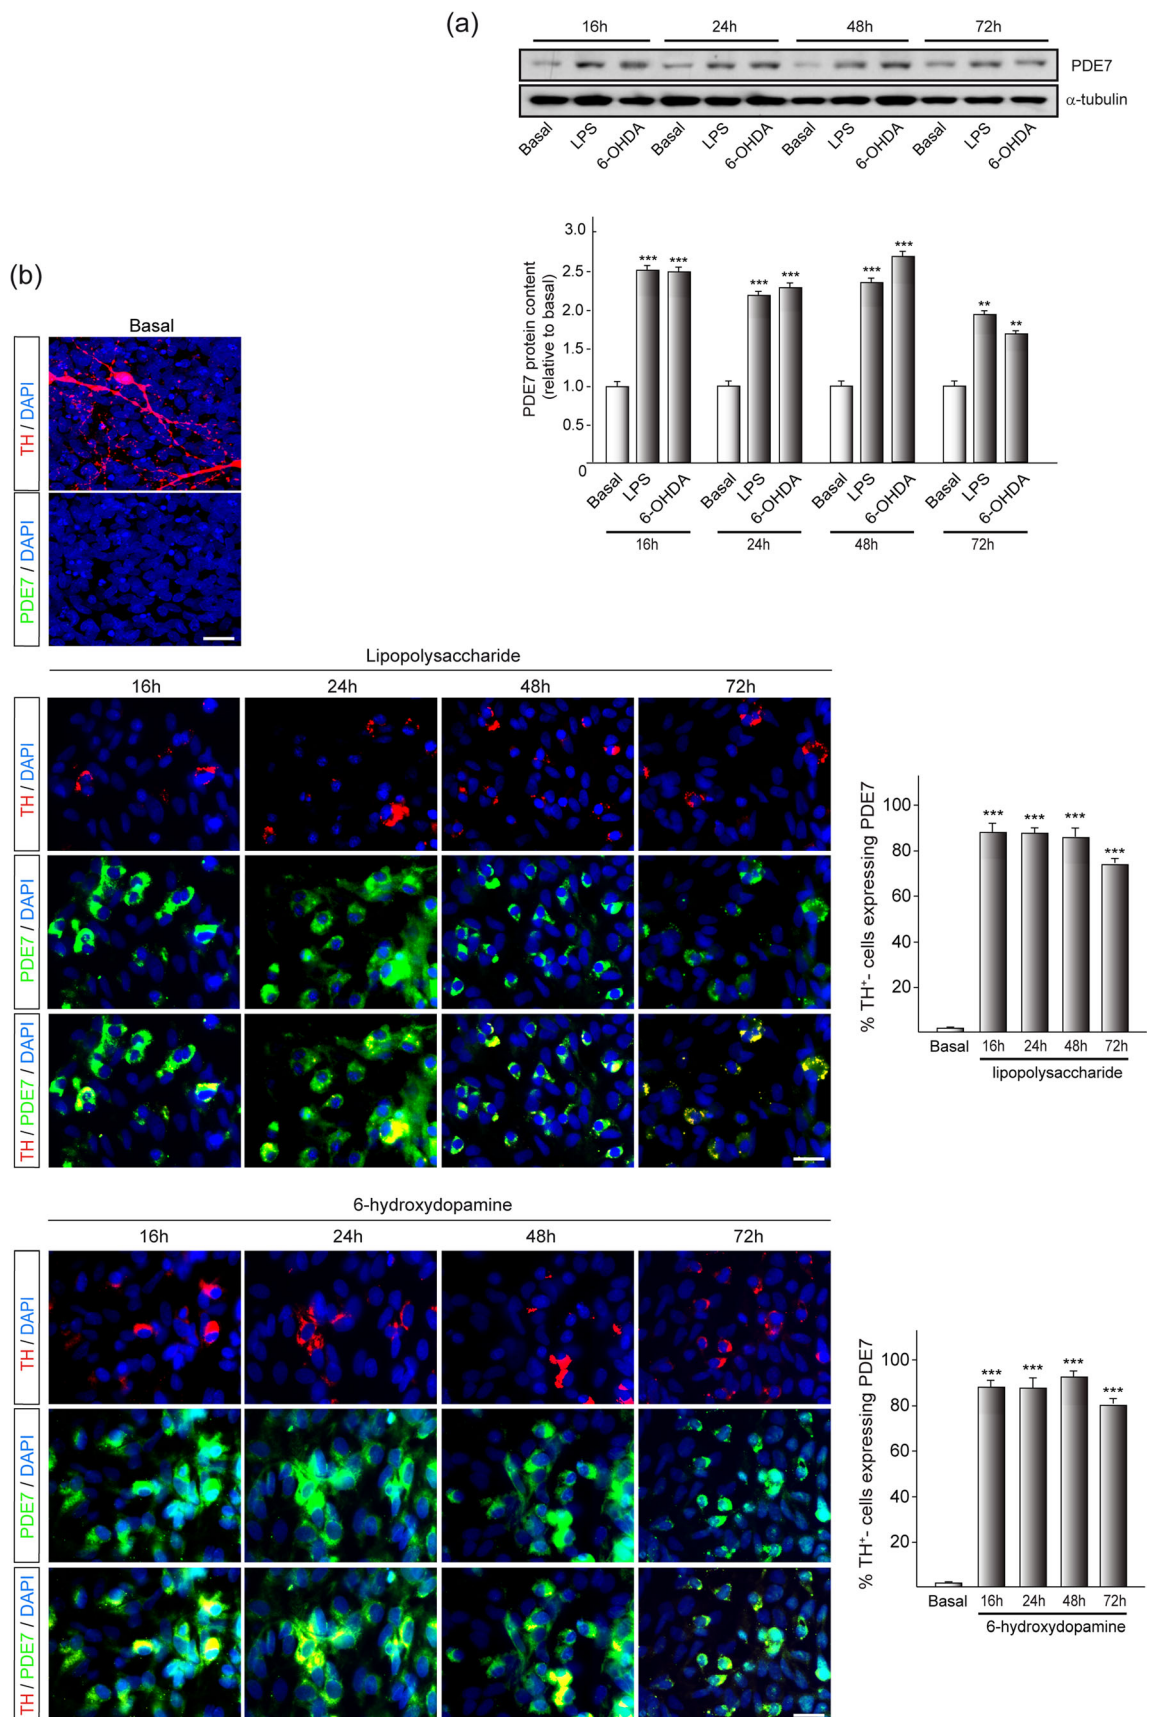 (a)
16h 24h 48h 72h
PDE7
α-tubulin
Basal LPS 6-OHDA Basal LPS 6-OHDA Basal LPS 6-OHDA Basal LPS 6-OHDA
PDE7 protein content
(relative to basal)
3.0
2.5
2.0
1.5
1.0
0.5
0
*** *** *** *** *** *** ** **
Basal LPS 6-OHDA Basal LPS 6-OHDA Basal LPS 6-OHDA Basal LPS 6-OHDA
16h 24h 48h 72h
(b)
Basal
TH / DAPI
PDE7 / DAPI
Lipopolysaccharide
16h 24h 48h 72h
TH / DAPI
PDE7 / DAPI
TH / PDE7 / DAPI
% TH+- cells expressing PDE7
100
80
60
40
20
*** *** *** ***
Basal 16h 24h 48h 72h
lipopolysaccharide
6-hydroxydopamine
16h 24h 48h 72h
TH / DAPI
PDE7 / DAPI
TH / PDE7 / DAPI
% TH+- cells expressing PDE7
100
80
60
40
20
*** *** *** ***
Basal 16h 24h 48h 72h
6-hydroxydopamine